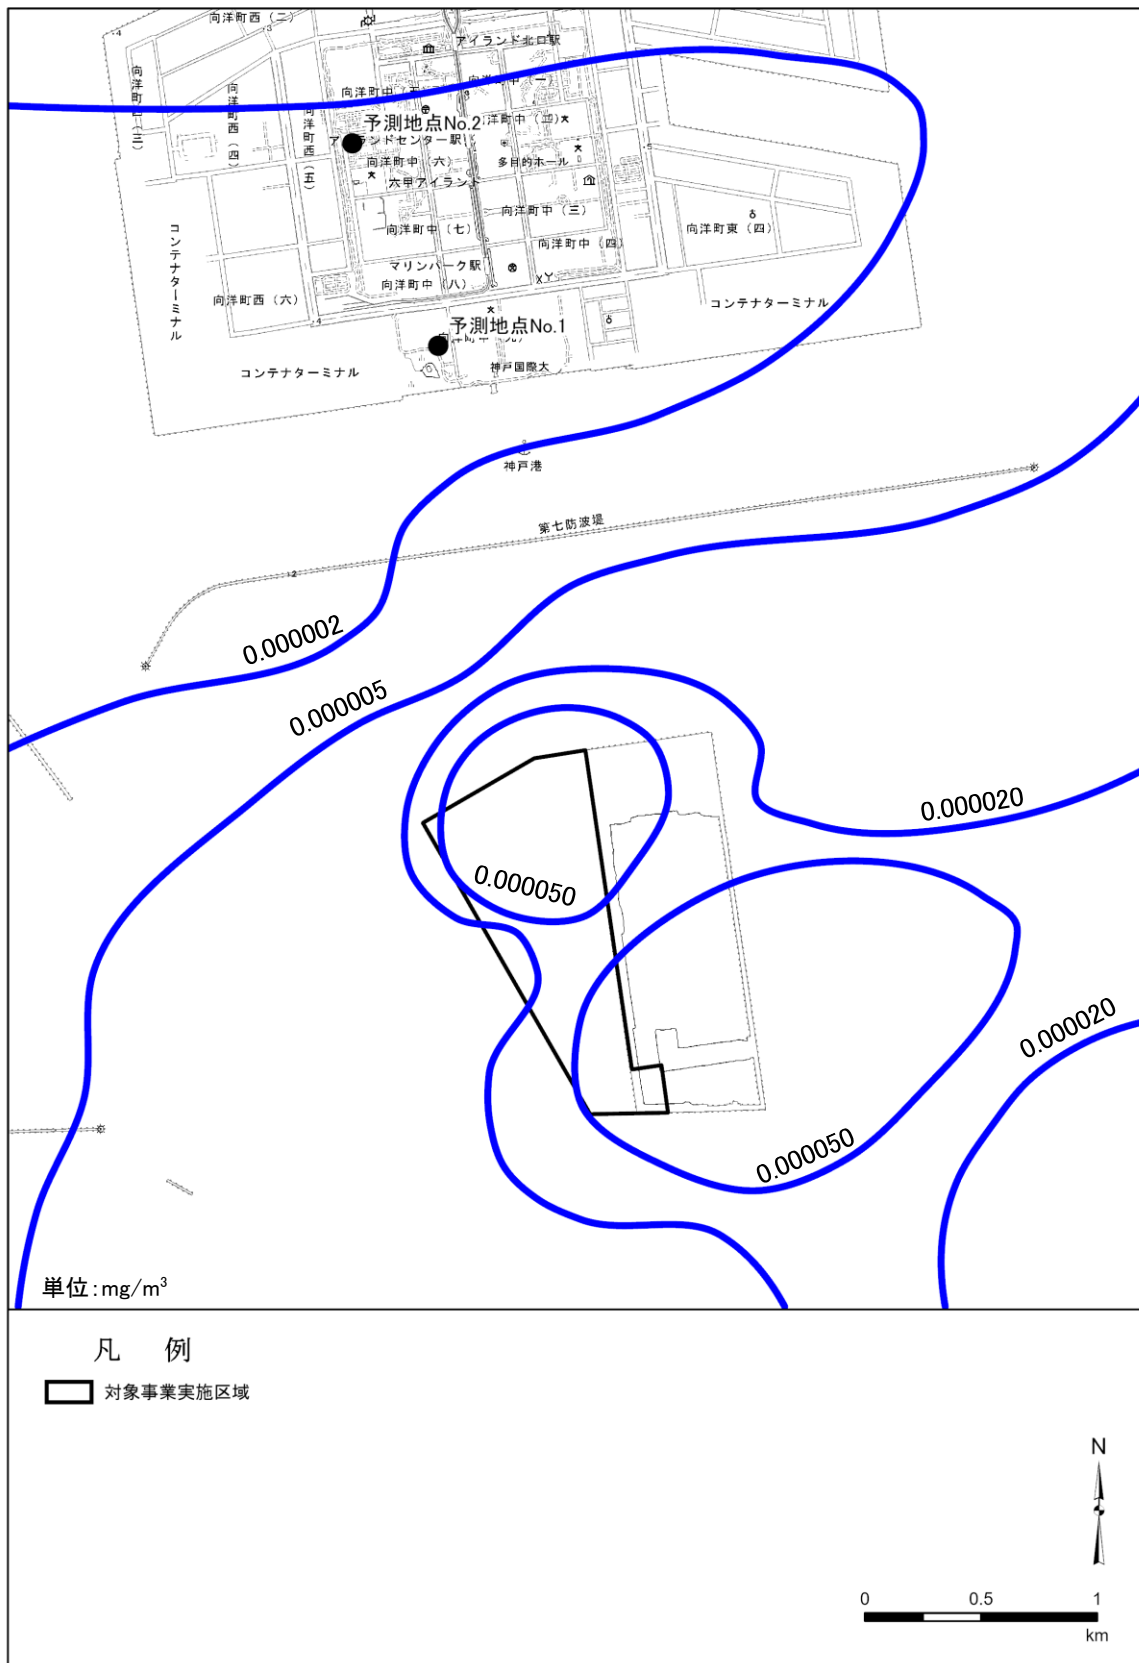 向洋町西（二）
アイランド北口駅
向洋町西（三）
向洋町西（四）
向洋町西（五）
向洋町中（五）
向洋町中（一）
予測地点No.2
向洋町中（二）
アイランドセンター駅
向洋町中（六）
多目的ホール
六甲アイランド
向洋町中（三）
向洋町中（七）
向洋町中（四）
向洋町東（四）
マリンパーク駅
向洋町中（八）
コンテナターミナル
向洋町西（六）
コンテナターミナル
予測地点No.1
向洋町中（九）
神戸国際大
コンテナターミナル
神戸港
第七防波堤
0.000002
0.000005
0.000020
0.000050
0.000020
0.000050
単位:mg/m³
凡 例
対象事業実施区域
N
0 0.5 1
km